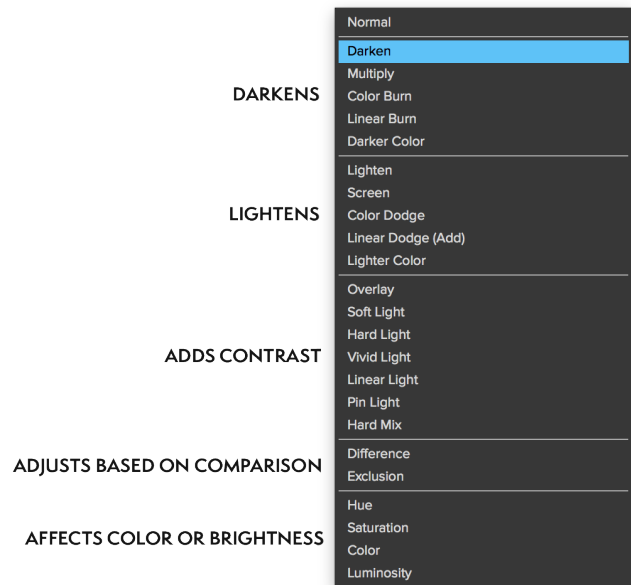 Normal
Darken
Multiply
DARKENS
Color Burn
Linear Burn
Darker Color
Lighten
Screen
LIGHTENS
Color Dodge
Linear Dodge (Add)
Lighter Color
Overlay
Soft Light
Hard Light
ADDS CONTRAST
Vivid Light
Linear Light
Pin Light
Hard Mix
Difference
ADJUSTS BASED ON COMPARISON
Exclusion
Hue
Saturation
AFFECTS COLOR OR BRIGHTNESS
Color
Luminosity